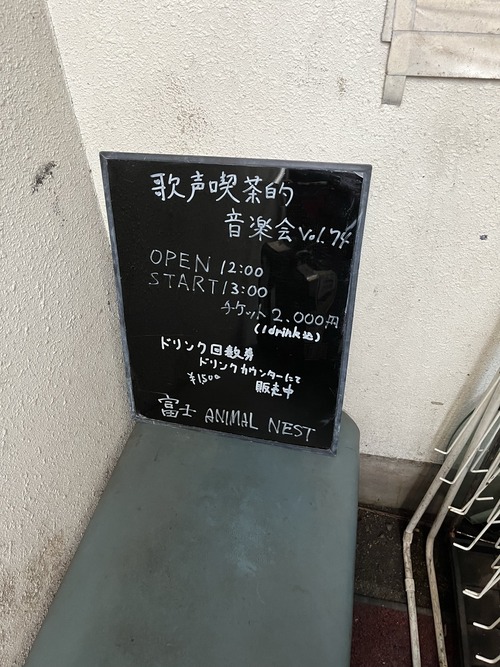 歌声喫茶的
音楽会 Vol.74
OPEN 12:00
START 13:00
チケット 2.000円
(1drink込)
ドリンク回数券
ドリンクカウンターにて
¥1500 販売中
富士 ANIMAL NEST